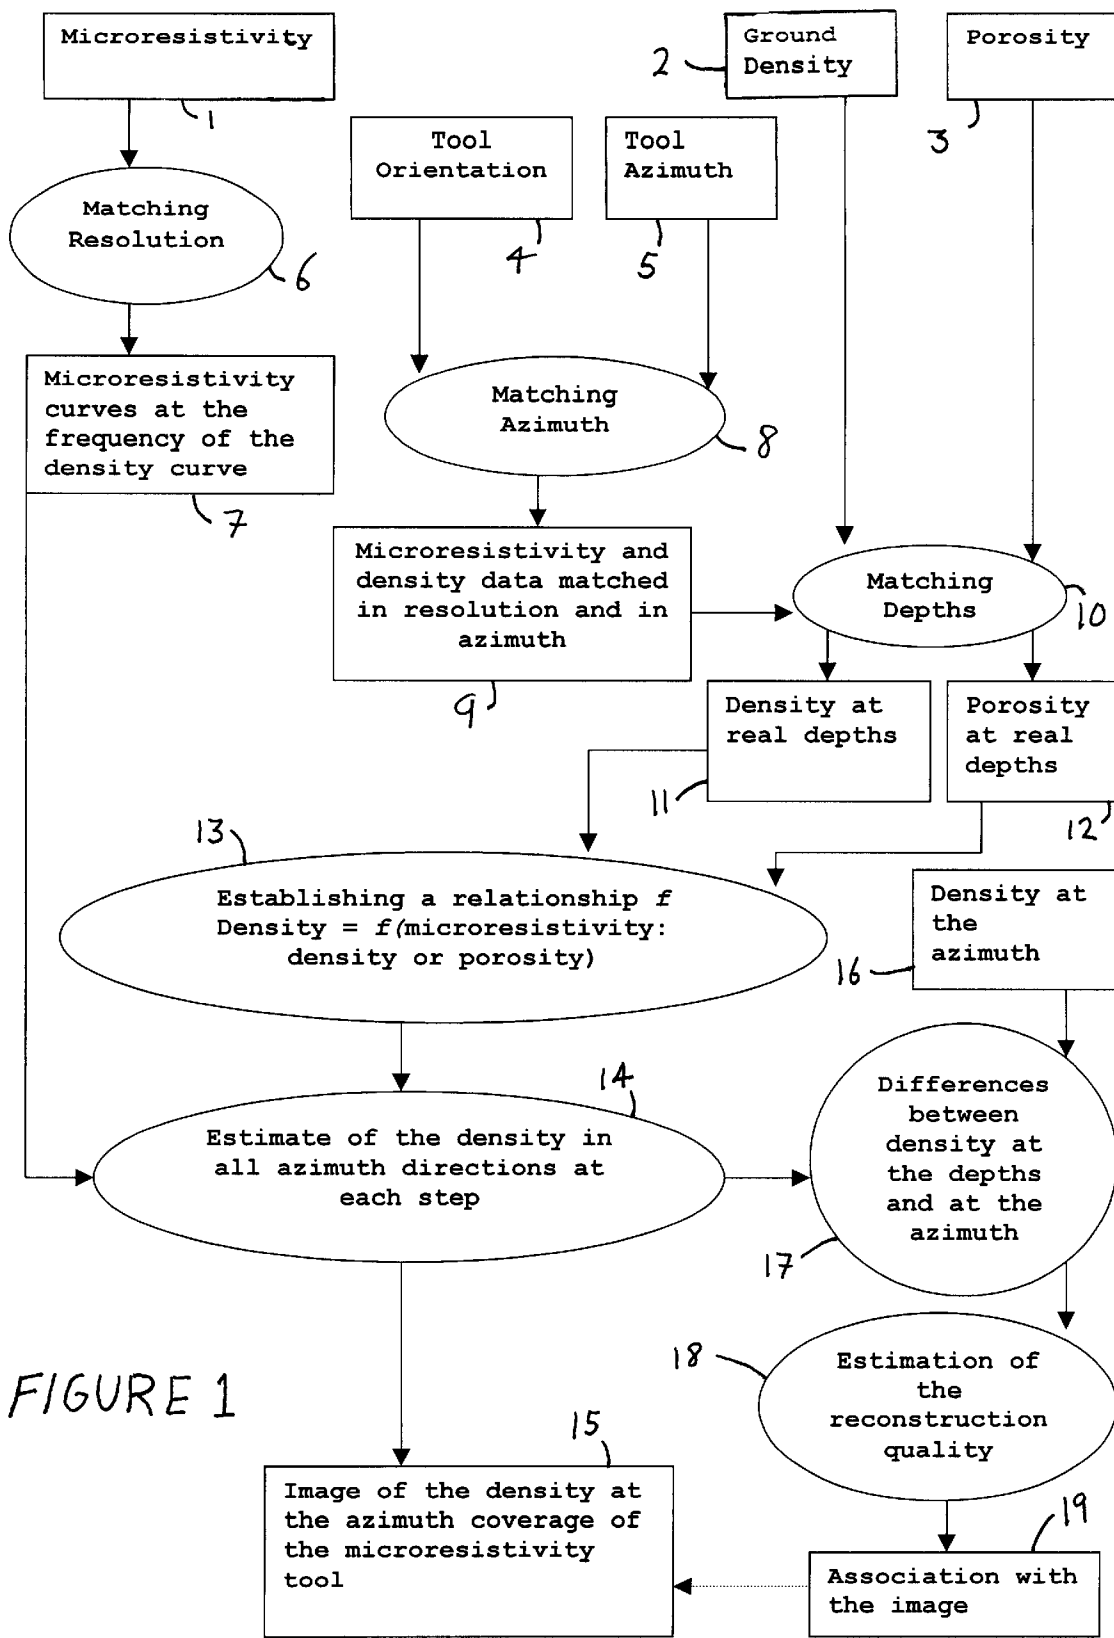 Microresistivity
1
Ground
Density
2
Porosity
3
Tool
Orientation
4
Tool
Azimuth
5
Matching
Resolution
6
Microresistivity
curves at the
frequency of the
density curve
7
Matching
Azimuth
8
Microresistivity and
density data matched
in resolution and in
azimuth
9
Matching
Depths
10
Density at
real depths
11
Porosity
at real
depths
12
13
Establishing a relationship f
Density = f(microresistivity:
density or porosity)
Density at
the
azimuth
16
14
Estimate of the density in
all azimuth directions at
each step
Differences
between
density at
the depths
and at the
azimuth
17
18
Estimation of
the
reconstruction
quality
FIGURE 1
15
Image of the density at
the azimuth coverage of
the microresistivity
tool
19
Association with
the image